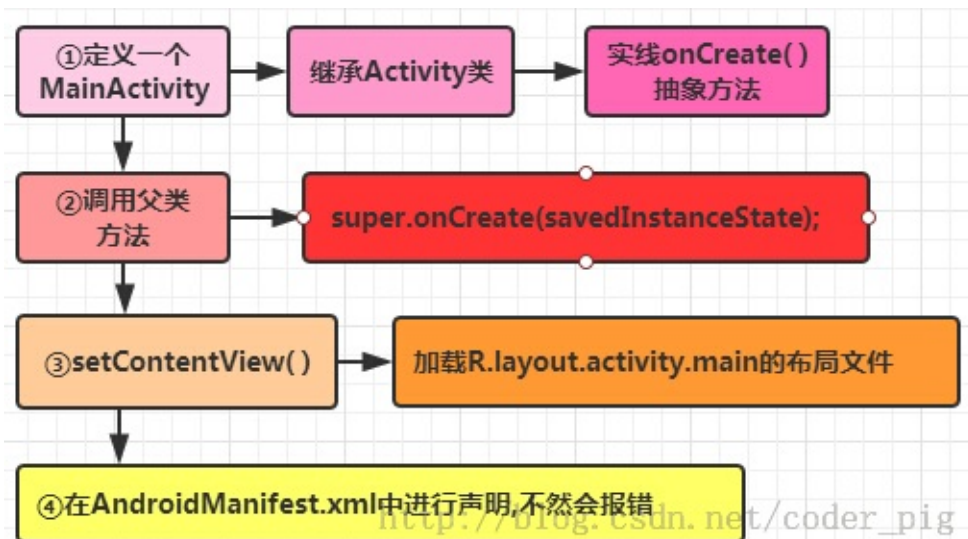 ①定义一个
MainActivity
继承Activity类
实线onCreate( )
抽象方法
②调用父类
方法
super.onCreate(savedInstanceState);
③setContentView( )
加载R.layout.activity.main的布局文件
④在AndroidManifest.xml中进行声明,不然会报错
http://blog.csdn.net/coder_pig